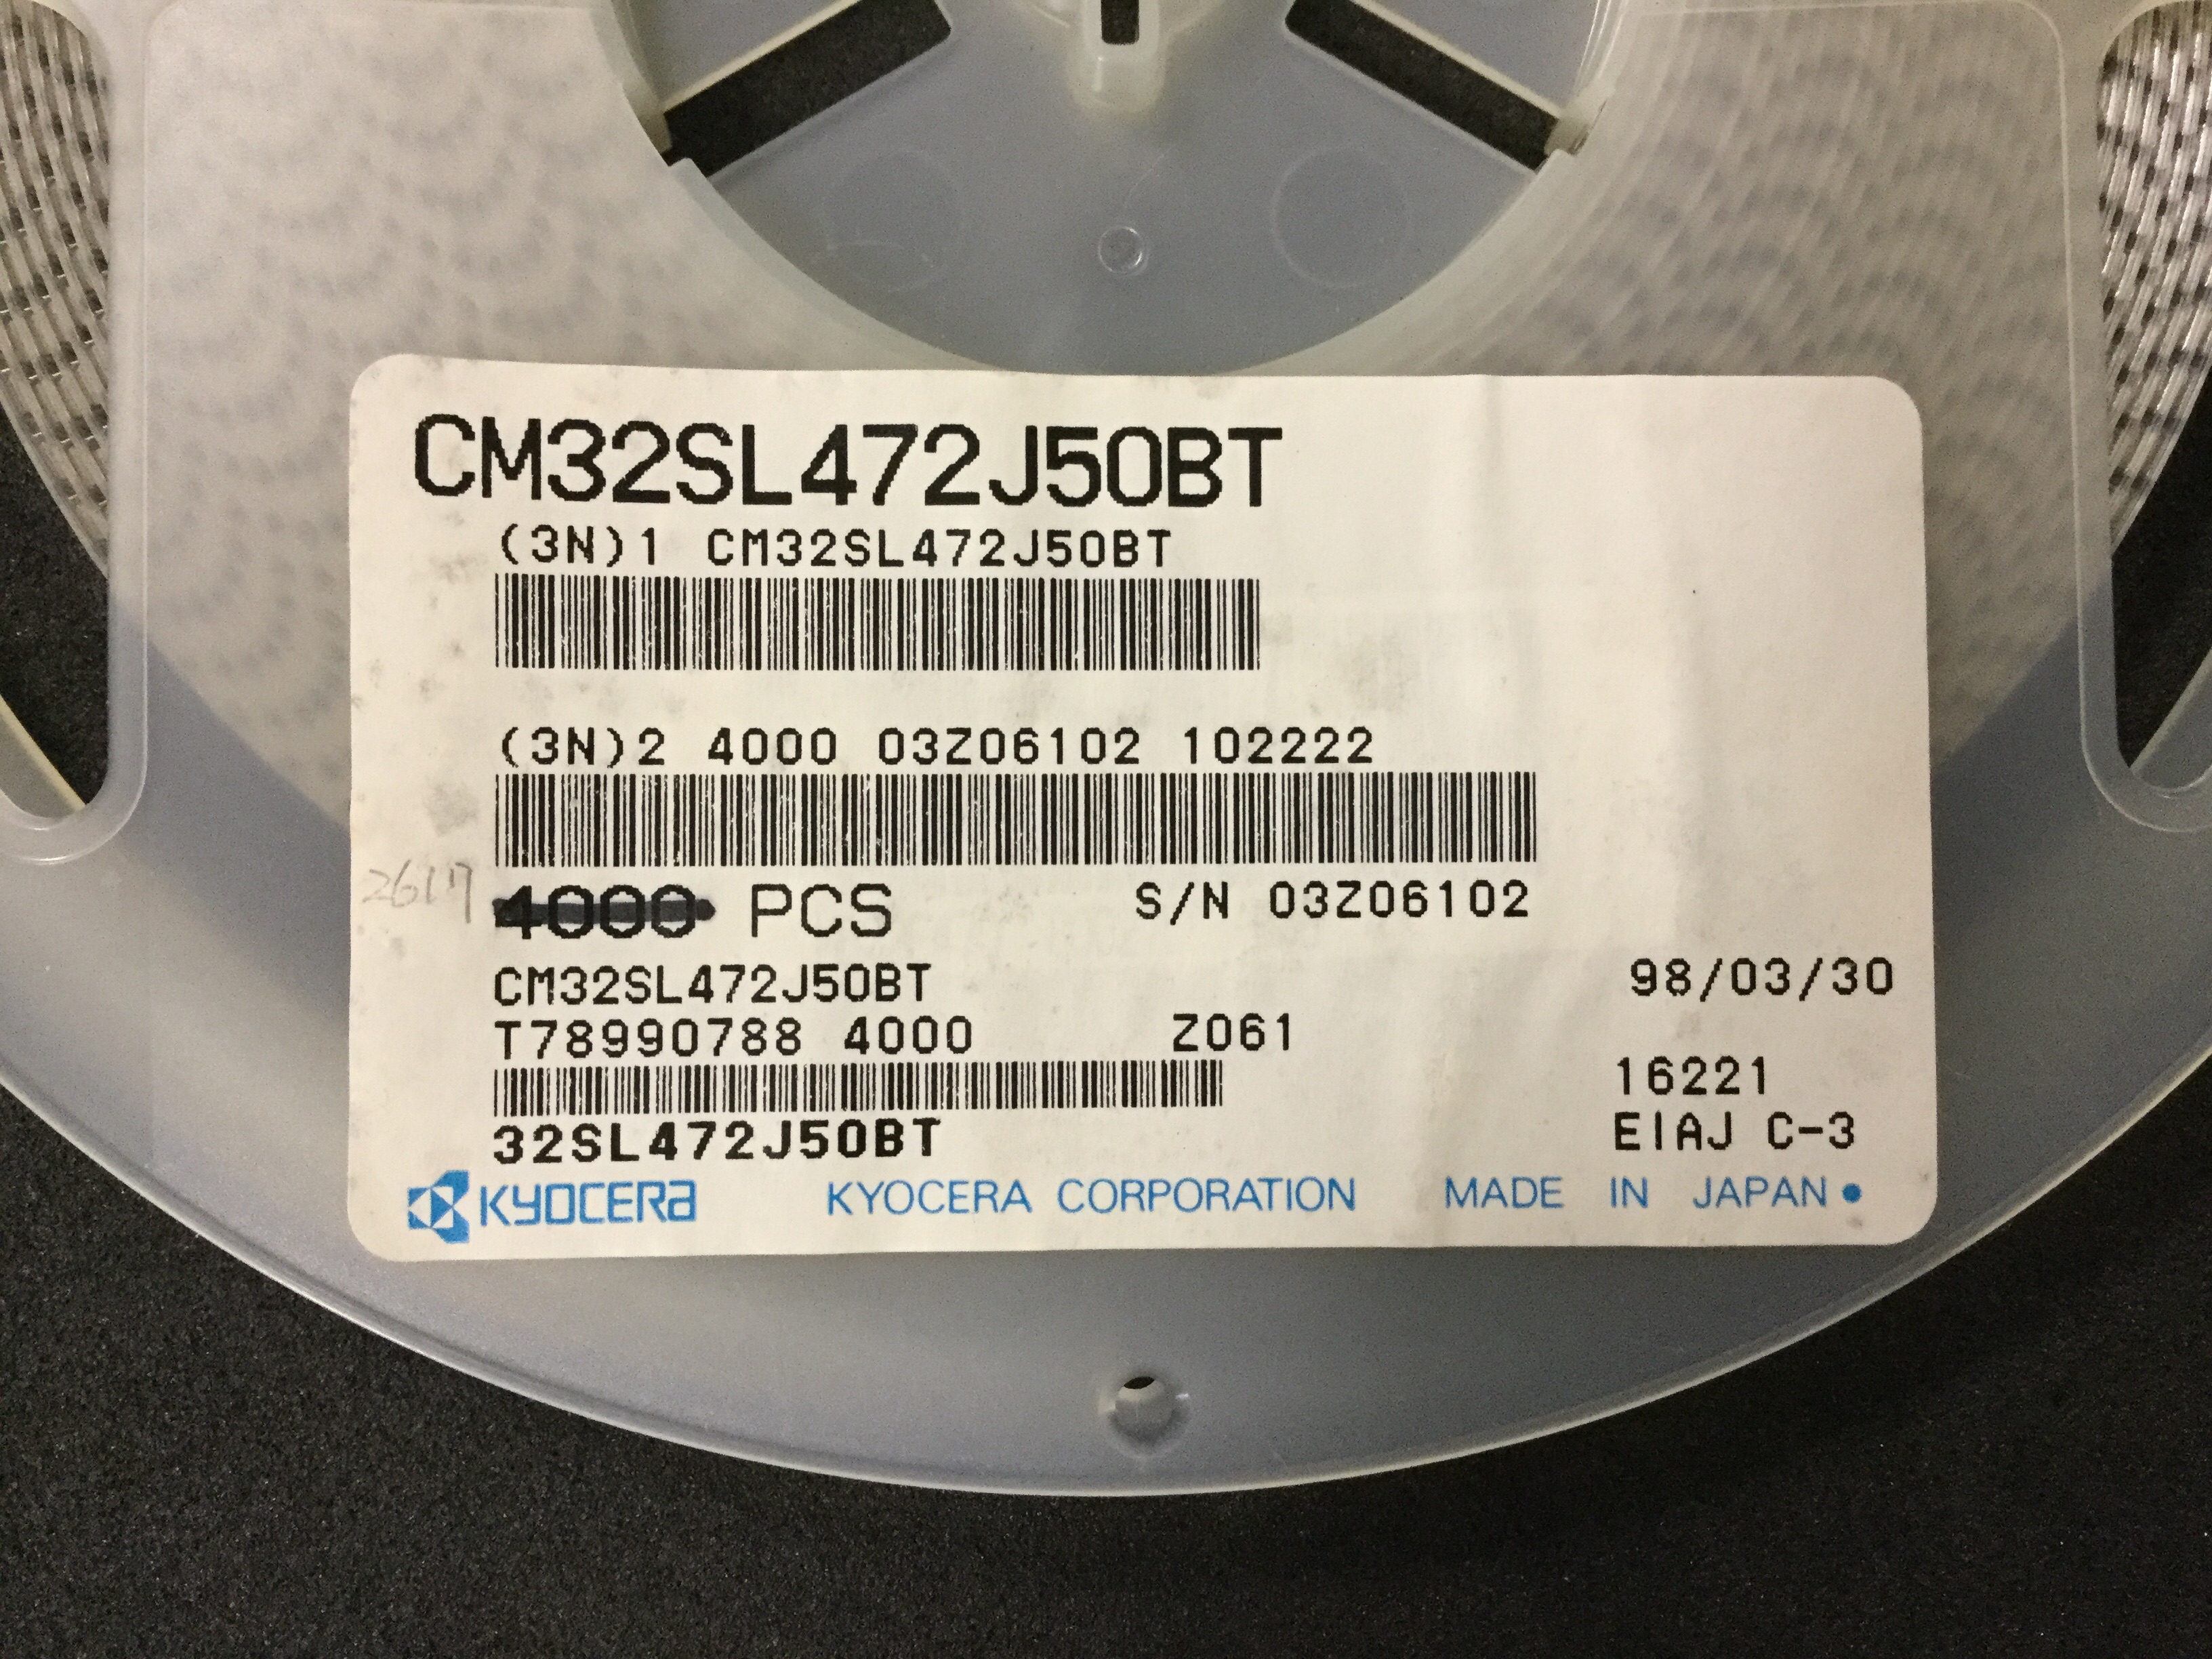 CM32SL472J50BT
(3N)1 CM32SL472J50BT
(3N)2 4000 03Z06102 102222
4000 PCS S/N 03Z06102
CM32SL472J50BT 98/03/30
T78990788 4000 Z061
16221
32SL472J50BT EIAJ C-3
KYOCERA KYOCERA CORPORATION MADE IN JAPAN